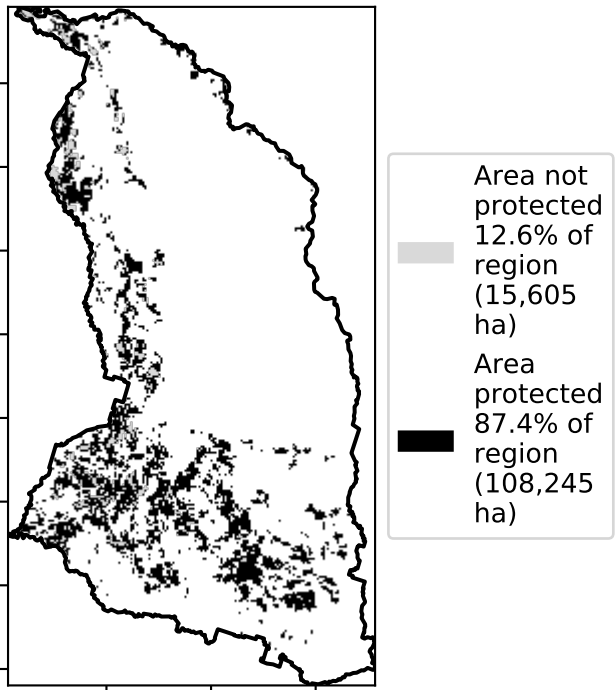 Area not
protected
12.6% of
region
(15,605
ha)
Area
protected
87.4% of
region
(108,245
ha)